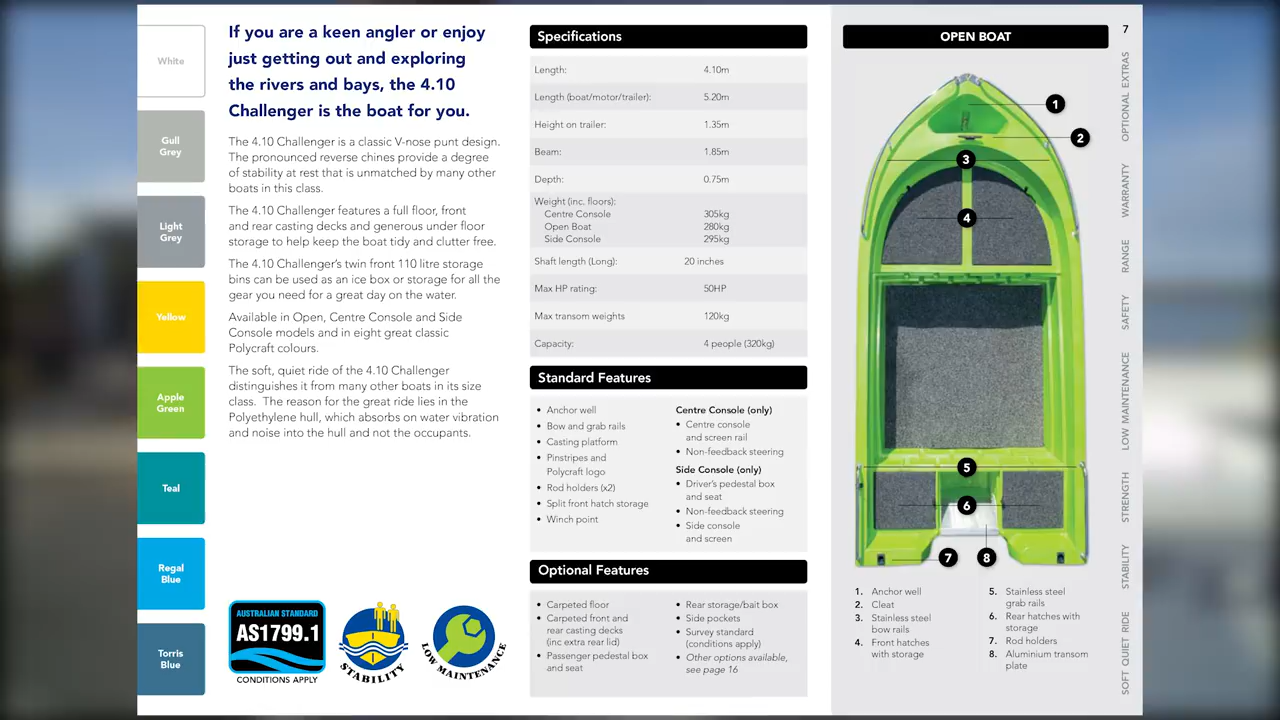 White
Gull
Grey
Light
Grey
Yellow
Apple
Green
Teal
Regal
Blue
Torris
Blue
If you are a keen angler or enjoy
just getting out and exploring
the rivers and bays, the 4.10
Challenger is the boat for you.
The 4.10 Challenger is a classic V-nose punt design.
The pronounced reverse chines provide a degree
of stability at rest that is unmatched by many other
boats in this class.
The 4.10 Challenger features a full floor, front
and rear casting decks and generous under floor
storage to help keep the boat tidy and clutter free.
The 4.10 Challenger's twin front 110 litre storage
bins can be used as an ice box or storage for all the
gear you need for a great day on the water.
Available in Open, Centre Console and Side
Console models and in eight great classic
Polycraft colours.
The soft, quiet ride of the 4.10 Challenger
distinguishes it from many other boats in its size
class. The reason for the great ride lies in the
Polyethylene hull, which absorbs on water vibration
and noise into the hull and not the occupants.
AUSTRALIAN STANDARD
AS1799.1
CONDITIONS APPLY
STABILITY
LOW MAINTENANCE
Specifications
Length: 4.10m
Length (boat/motor/trailer): 5.20m
Height on trailer: 1.35m
Beam: 1.85m
Depth: 0.75m
Weight (inc. floors):
Centre Console 305kg
Open Boat 280kg
Side Console 295kg
Shaft length (Long): 20 inches
Max HP rating: 50HP
Max transom weights 120kg
Capacity: 4 people (320kg)
Standard Features
• Anchor well
• Bow and grab rails
• Casting platform
• Pinstripes and
Polycraft logo
• Rod holders (x2)
• Split front hatch storage
• Winch point
Centre Console (only)
• Centre console
and screen rail
• Non-feedback steering
Side Console (only)
• Driver's pedestal box
and seat
• Non-feedback steering
• Side console
and screen
Optional Features
• Carpeted floor
• Carpeted front and
rear casting decks
(inc extra rear lid)
• Passenger pedestal box
and seat
• Rear storage/bait box
• Side pockets
• Survey standard
(conditions apply)
• Other options available,
see page 16
OPEN BOAT
1
2
3
4
5
6
7
8
1. Anchor well
2. Cleat
3. Stainless steel
bow rails
4. Front hatches
with storage
5. Stainless steel
grab rails
6. Rear hatches with
storage
7. Rod holders
8. Aluminium transom
plate
7
OPTIONAL EXTRAS
WARRANTY
RANGE
SAFETY
LOW MAINTENANCE
STRENGTH
STABILITY
SOFT QUIET RIDE